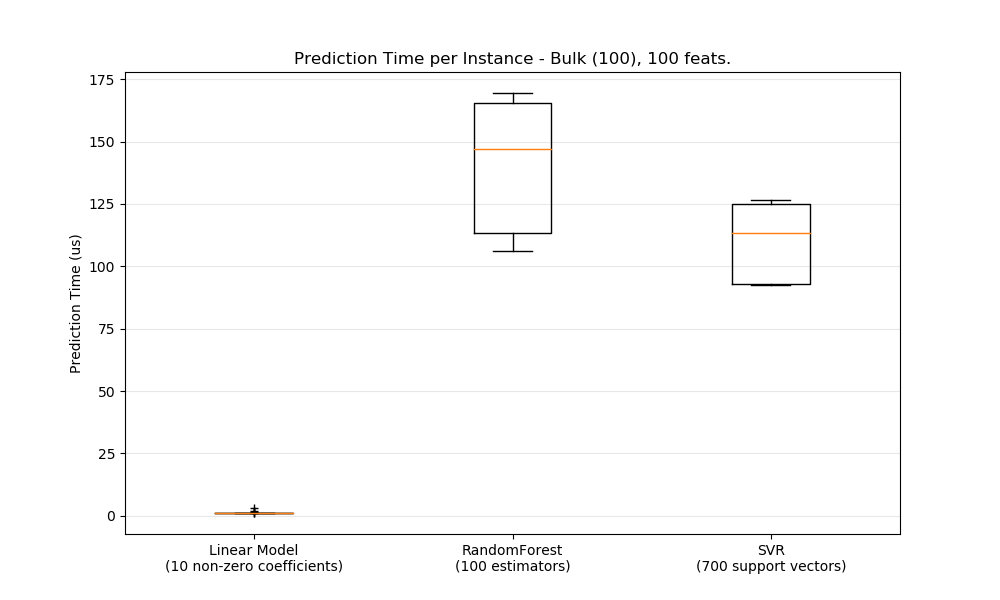 Prediction Time per Instance - Bulk (100), 100 feats.
175
150
125
100
75
50
25
0
Prediction Time (us)
Linear Model
(10 non-zero coefficients)
RandomForest
(100 estimators)
SVR
(700 support vectors)